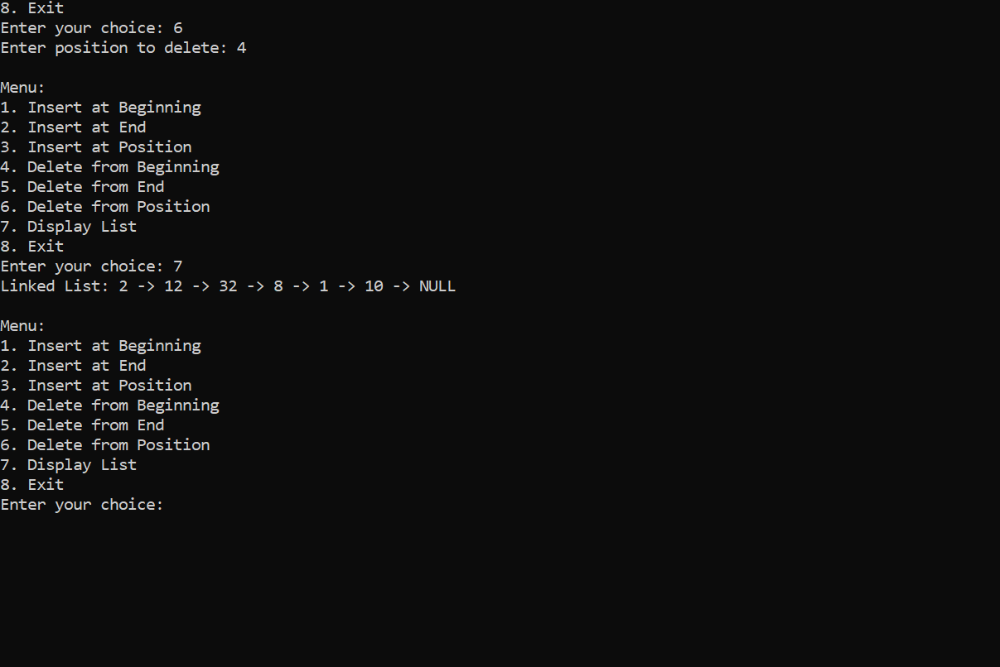 8. Exit
Enter your choice: 6
Enter position to delete: 4
Menu:
1. Insert at Beginning
2. Insert at End
3. Insert at Position
4. Delete from Beginning
5. Delete from End
6. Delete from Position
7. Display List
8. Exit
Enter your choice: 7
Linked List: 2 -> 12 -> 32 -> 8 -> 1 -> 10 -> NULL
Menu:
1. Insert at Beginning
2. Insert at End
3. Insert at Position
4. Delete from Beginning
5. Delete from End
6. Delete from Position
7. Display List
8. Exit
Enter your choice: